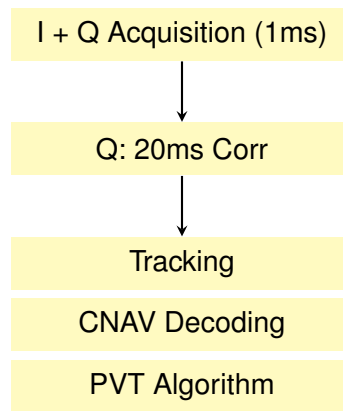 I + Q Acquisition (1ms)
Q: 20ms Corr
Tracking
CNAV Decoding
PVT Algorithm